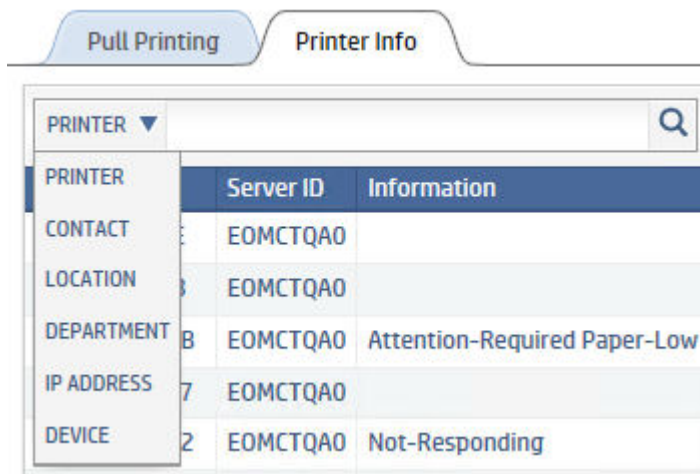 Pull Printing Printer Info
PRINTER ▼
PRINTER
CONTACT
LOCATION
DEPARTMENT
IP ADDRESS
DEVICE
Server ID Information
EOMCTQA0
EOMCTQA0
B EOMCTQA0 Attention-Required Paper-Low
7 EOMCTQA0
2 EOMCTQA0 Not-Responding